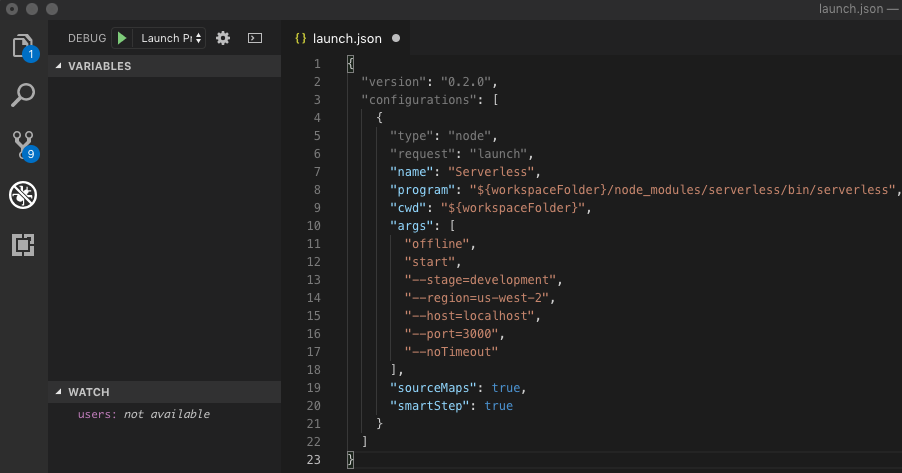 launch.json —
DEBUG Launch Pr
{} launch.json
VARIABLES
1
9
WATCH
users: not available
1 {
2   "version": "0.2.0",
3   "configurations": [
4     {
5       "type": "node",
6       "request": "launch",
7       "name": "Serverless",
8       "program": "${workspaceFolder}/node_modules/serverless/bin/serverless",
9       "cwd": "${workspaceFolder}",
10       "args": [
11         "offline",
12         "start",
13         "--stage=development",
14         "--region=us-west-2",
15         "--host=localhost",
16         "--port=3000",
17         "--noTimeout"
18       ],
19       "sourceMaps": true,
20       "smartStep": true
21     }
22   ]
23 }